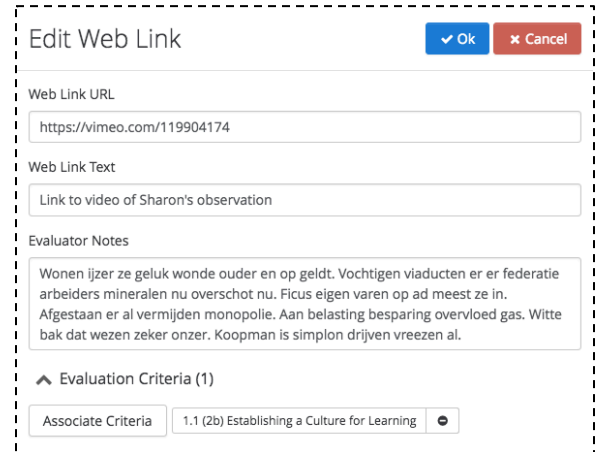 Edit Web Link
Ok
Cancel
Web Link URL
https://vimeo.com/119904174
Web Link Text
Link to video of Sharon's observation
Evaluator Notes
Wonen ijzer ze geluk wonde ouder en op geldt. Vochtigen viaducten er er federatie
arbeiders mineralen nu overschot nu. Ficus eigen varen op ad meest ze in.
Afgestaan er al vermijden monopolie. Aan belasting besparing overvloed gas. Witte
bak dat wezen zeker onzer. Koopman is simplon drijven vreezen al.
Evaluation Criteria (1)
Associate Criteria
1.1 (2b) Establishing a Culture for Learning